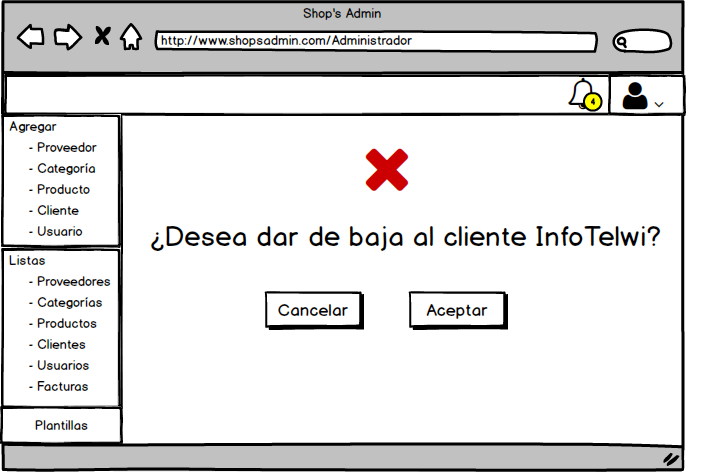 Shop's Admin
http://www.shopsadmin.com/Administrador
4
Agregar
- Proveedor
- Categoría
- Producto
- Cliente
- Usuario
Listas
- Proveedores
- Categorías
- Productos
- Clientes
- Usuarios
- Facturas
Plantillas
¿Desea dar de baja al cliente InfoTelwi?
Cancelar
Aceptar